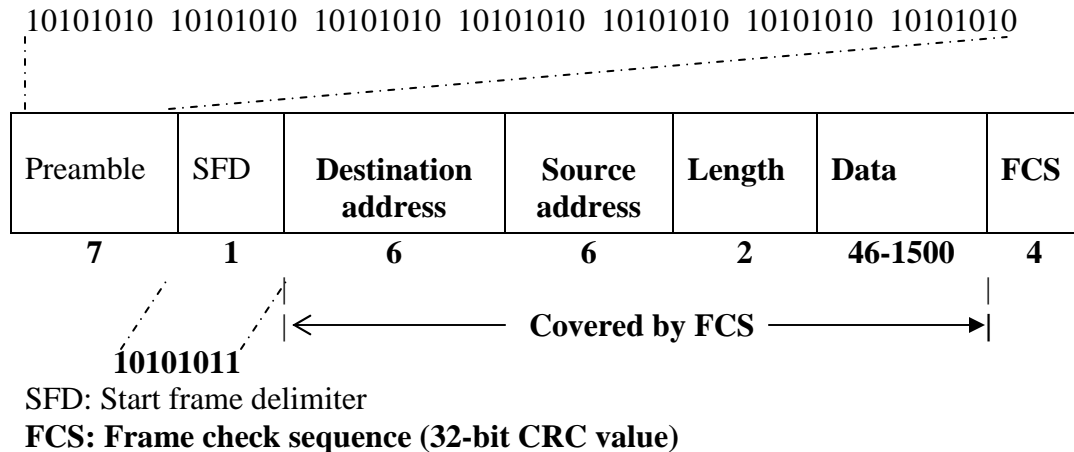 10101010 10101010 10101010 10101010 10101010 10101010 10101010
Preamble SFD Destination address Source address Length Data FCS
7 1 6 6 2 46-1500 4
Covered by FCS
10101011
SFD: Start frame delimiter
FCS: Frame check sequence (32-bit CRC value)